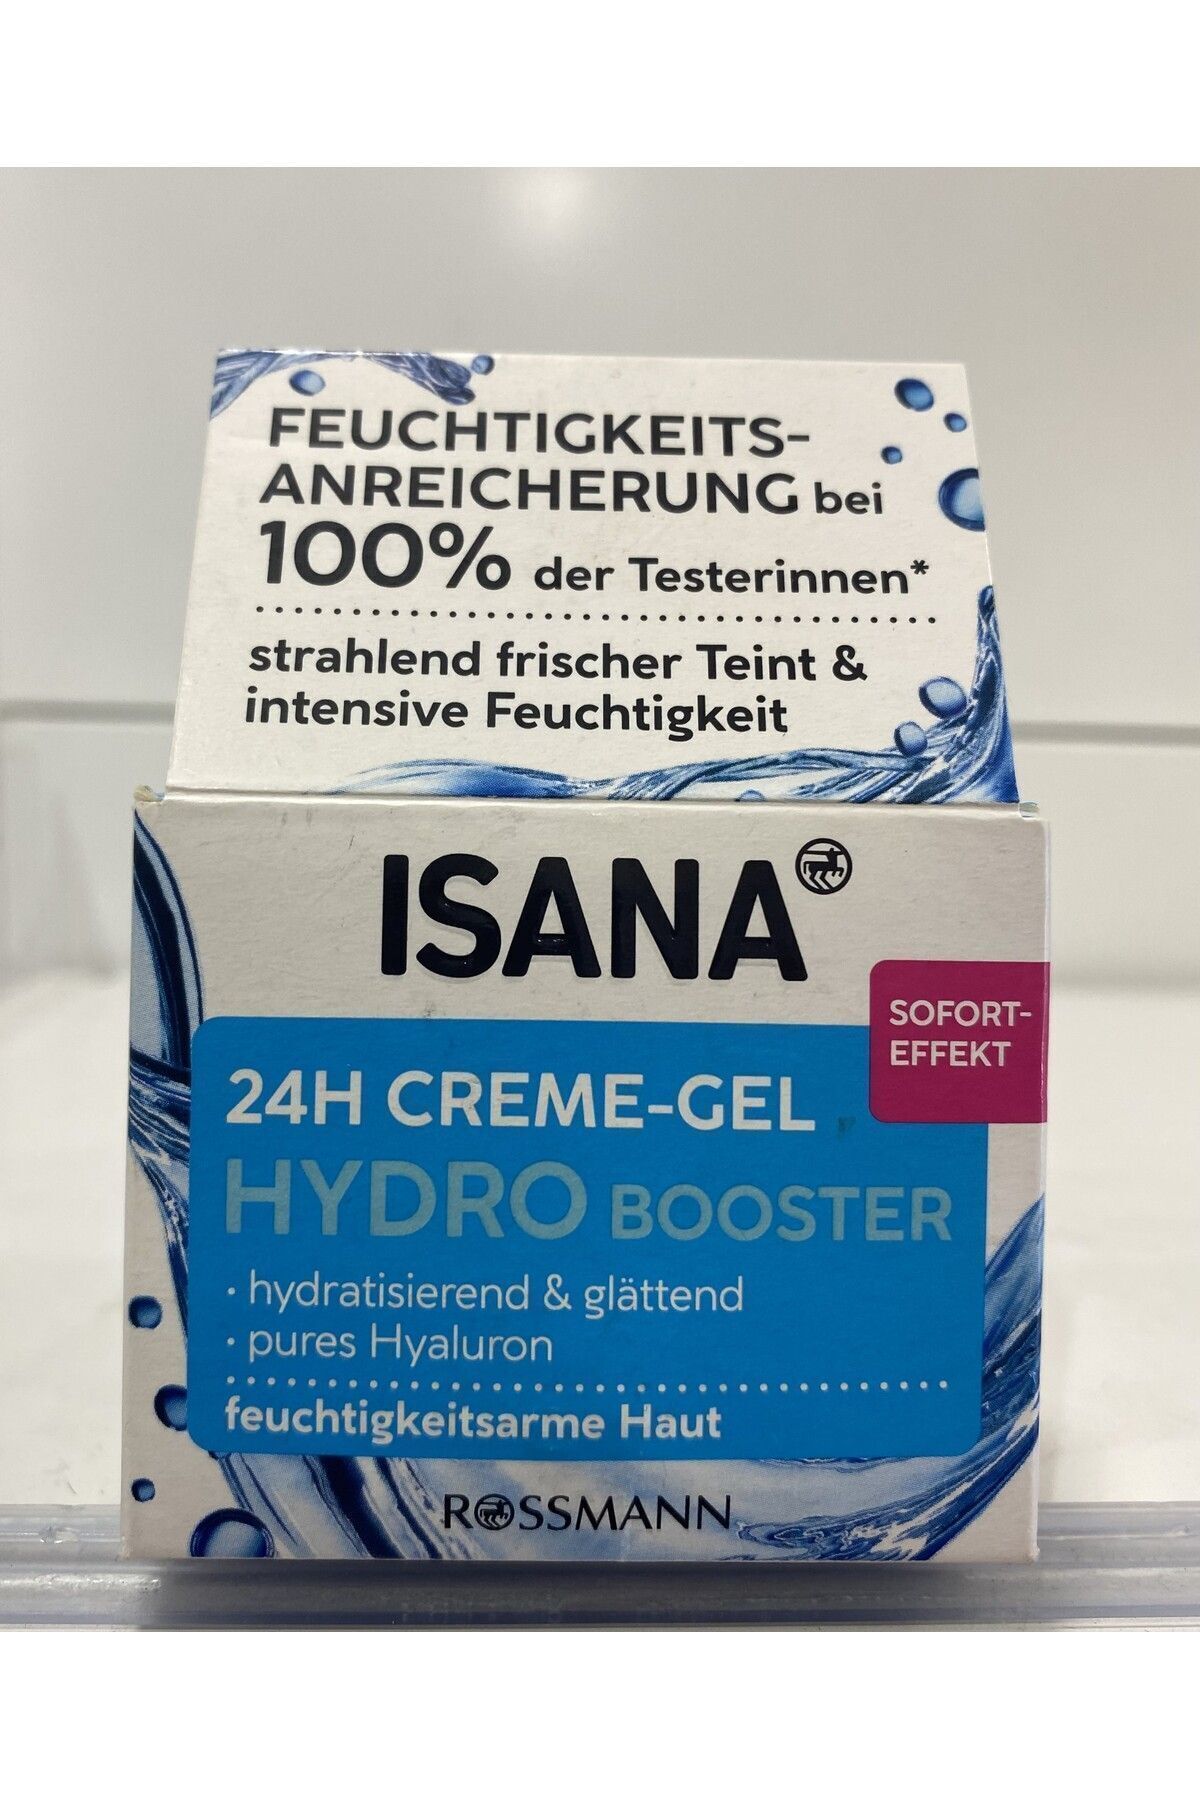 FEUCHTIGKEITS-
ANREICHERUNG bei
100% der Testerinnen*
strahlend frischer Teint &
intensive Feuchtigkeit
ISANA
SOFORT-
EFFEKT
24H CREME-GEL
HYDRO BOOSTER
· hydratisierend & glättend
· pures Hyaluron
feuchtigkeitsarme Haut
ROSSMANN